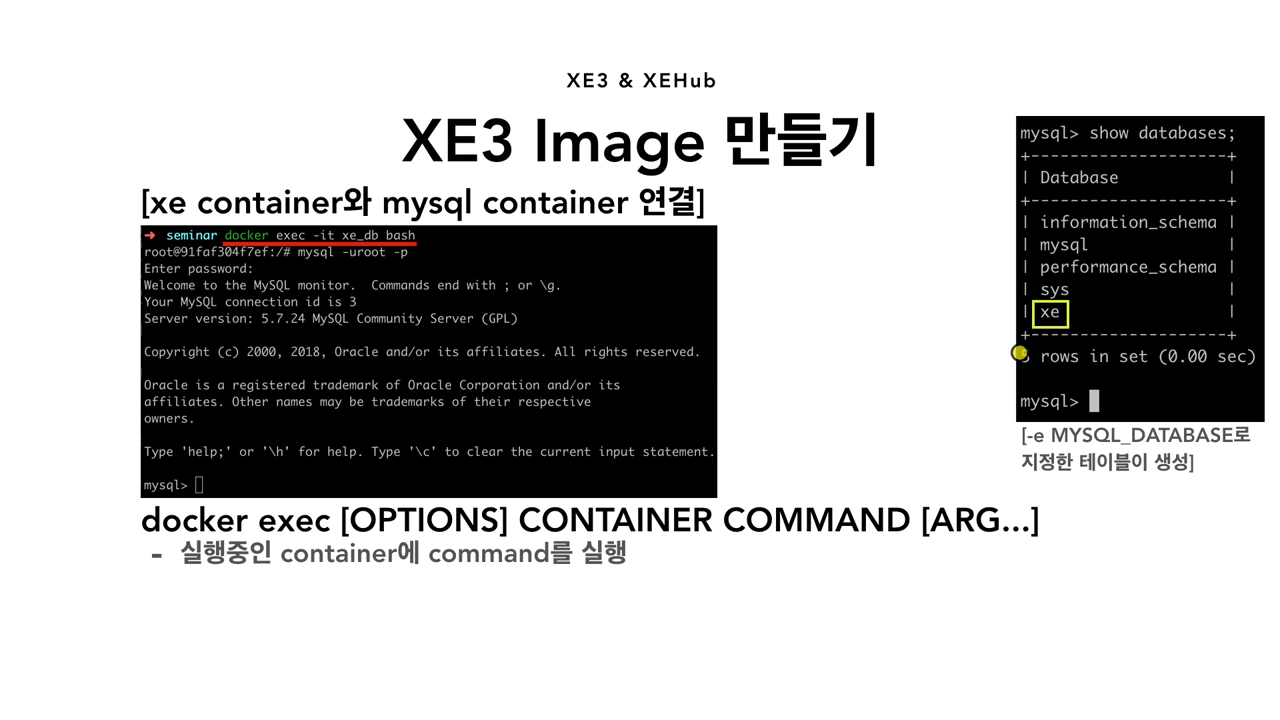 XE3 & XEHub
XE3 Image 만들기
[xe container와 mysql container 연결]
➜ seminar docker exec -it xe_db bash
root@91faf304f7ef:/# mysql -uroot -p
Enter password:
Welcome to the MySQL monitor.  Commands end with ; or \g.
Your MySQL connection id is 3
Server version: 5.7.24 MySQL Community Server (GPL)
Copyright (c) 2000, 2018, Oracle and/or its affiliates. All rights reserved.
Oracle is a registered trademark of Oracle Corporation and/or its
affiliates. Other names may be trademarks of their respective
owners.
Type 'help;' or '\h' for help. Type '\c' to clear the current input statement.
mysql>
docker exec [OPTIONS] CONTAINER COMMAND [ARG...]
- 실행중인 container에 command를 실행
mysql> show databases;
+--------------------+
| Database           |
+--------------------+
| information_schema |
| mysql              |
| performance_schema |
| sys                |
| xe                 |
+--------------------+
5 rows in set (0.00 sec)
mysql>
[-e MYSQL_DATABASE로
지정한 테이블이 생성]